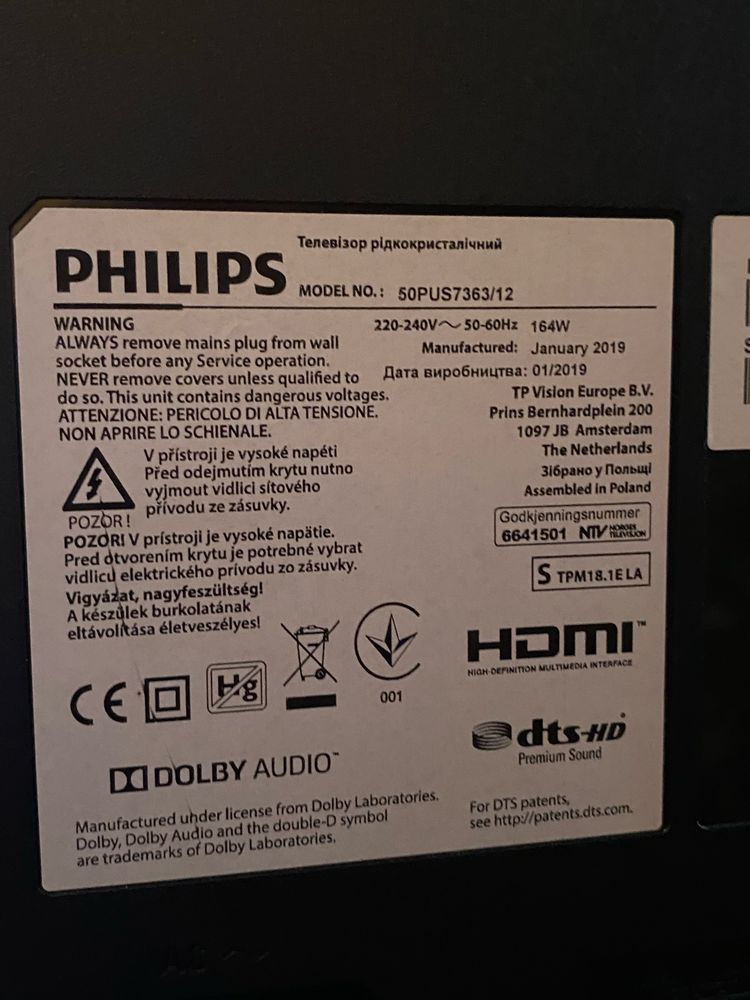 Телевізор рідкокристалічний
PHILIPS
MODEL NO.: 50PUS7363/12
WARNING
ALWAYS remove mains plug from wall
socket before any Service operation.
NEVER remove covers unless qualified to
do so. This unit contains dangerous voltages.
ATTENZIONE: PERICOLO DI ALTA TENSIONE.
NON APRIRE LO SCHIENALE.
220-240V~ 50-60Hz 164W
Manufactured: January 2019
Дата виробництва: 01/2019
TP Vision Europe B.V.
Prins Bernhardplein 200
1097 JB Amsterdam
The Netherlands
Зібрано у Польщі
Assembled in Poland
V přístroji je vysoké napětí
Před odejmutím krytu nutno
vyjmout vidlici síťového
přívodu ze zásuvky.
POZOR!
POZOR! V prístroji je vysoké napätie.
Pred otvorením krytu je potrebné vybrat
vidlicu elektrického prívodu zo zásuvky.
Vigyázat, nagyfeszültség!
A készülek burkolatának
eltávolítása életveszélyes!
Godkjenningsnummer
6641501 NTV NORGES TELEVISJON
S TPM18.1E LA
CE
Hg
001
HDMI™
HIGH-DEFINITION MULTIMEDIA INTERFACE
dts-HD
Premium Sound
DOLBY AUDIO™
Manufactured under license from Dolby Laboratories.
Dolby, Dolby Audio and the double-D symbol
are trademarks of Dolby Laboratories.
For DTS patents,
see http://patents.dts.com.